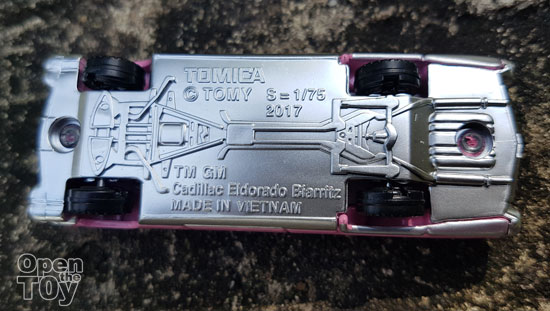 TOMICA
© TOMY S=1/75
2017
TM GM
Cadillac Eldorado Biarritz
MADE IN VIETNAM
Open
the
TOY